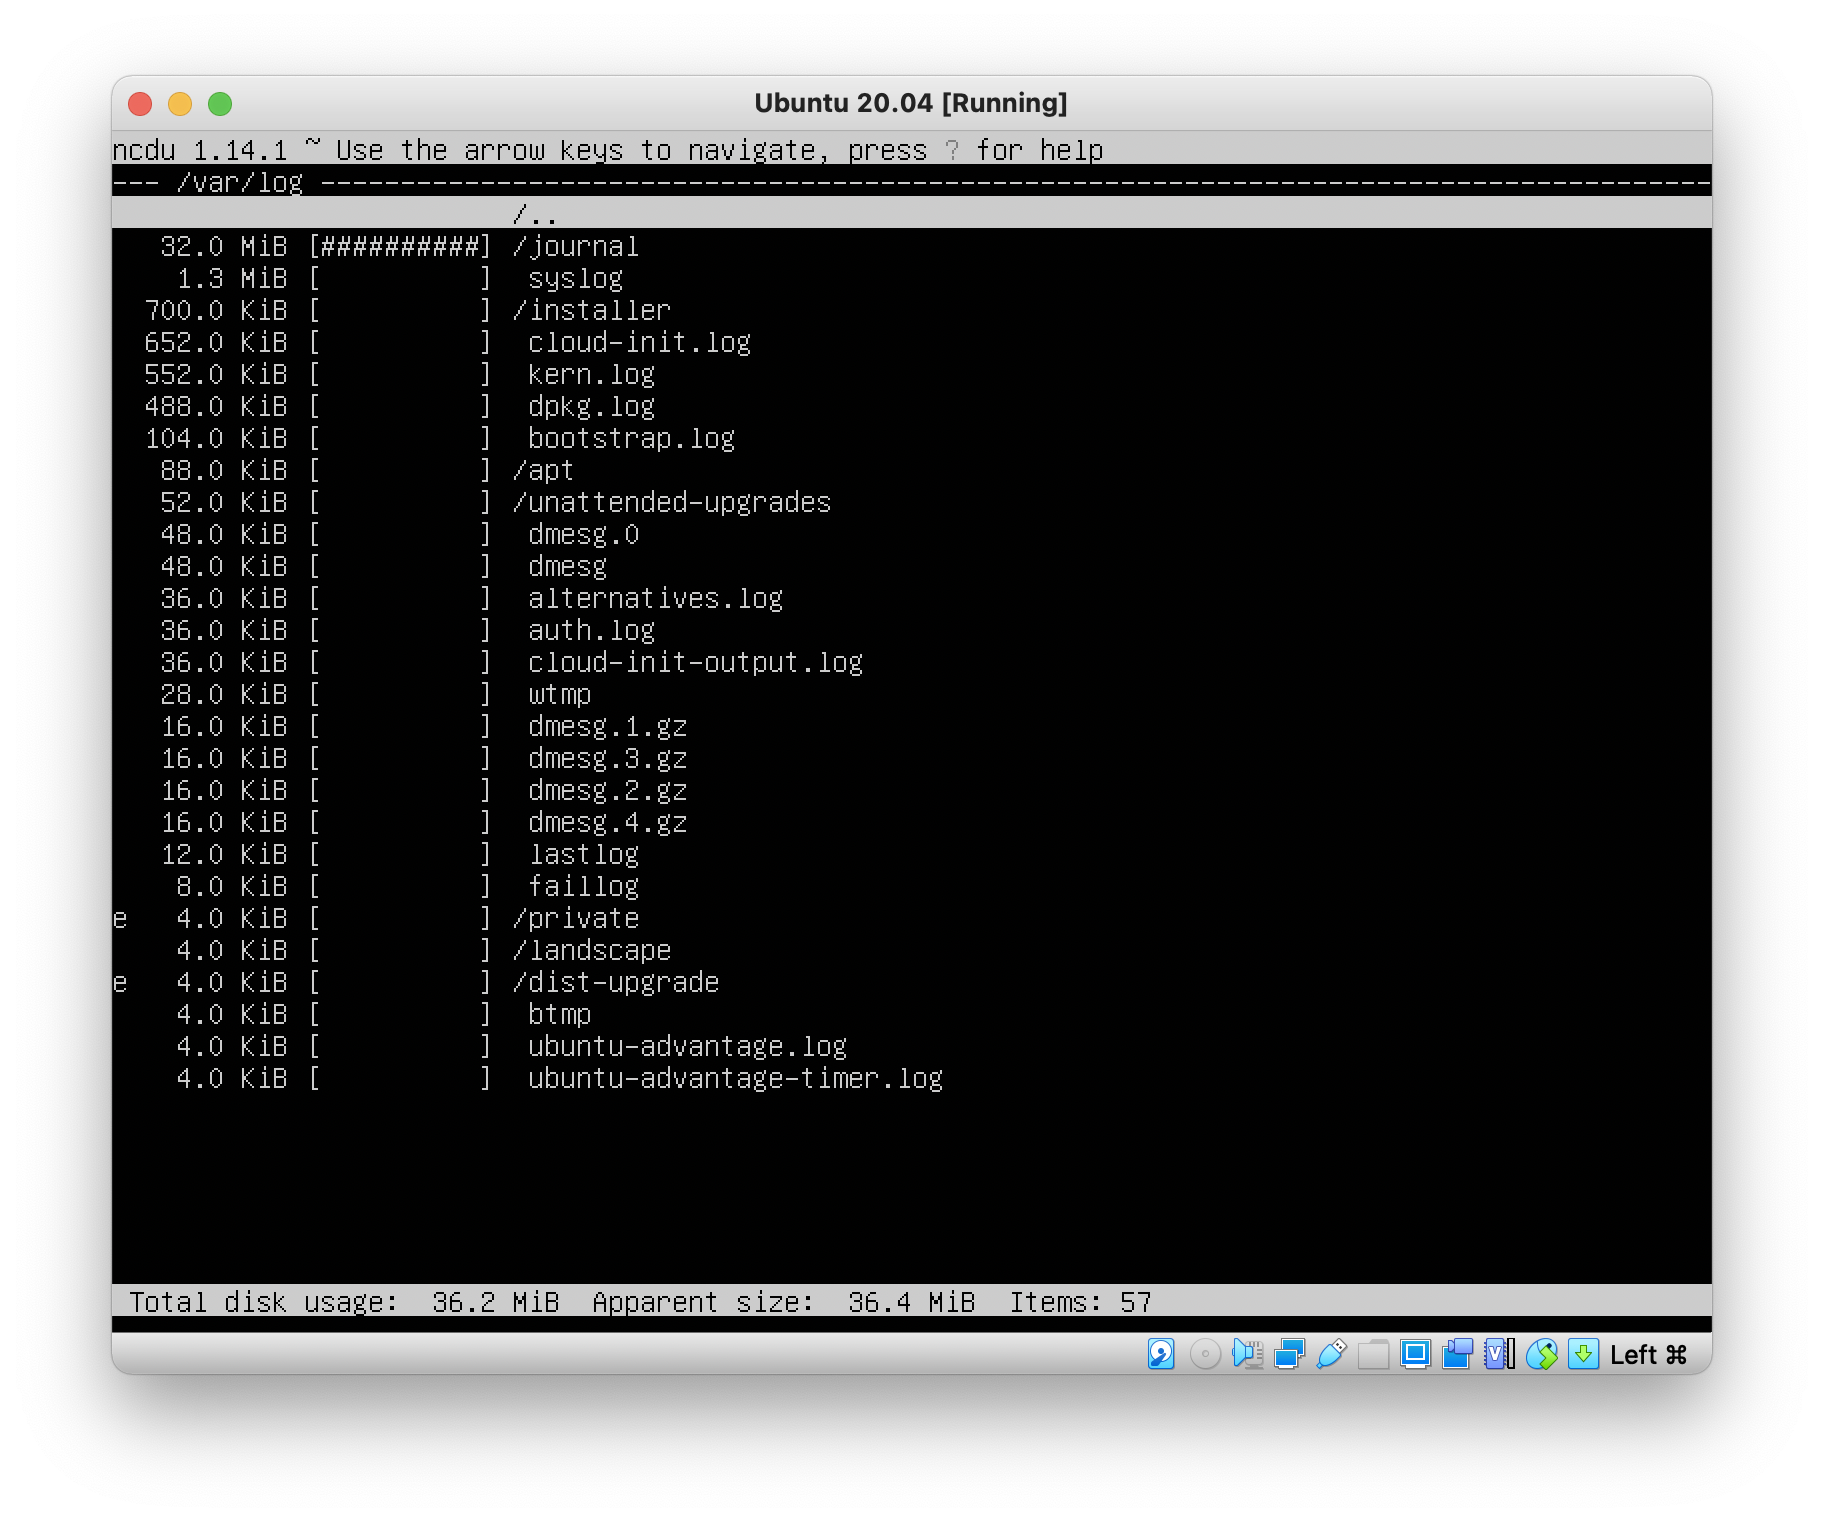 Ubuntu 20.04 [Running]
ncdu 1.14.1 ~ Use the arrow keys to navigate, press ? for help
--- /var/log ---------------------------------------------------------------------------------------
                         /..
   32.0 MiB [##########] /journal
    1.3 MiB [          ]  syslog
  700.0 KiB [          ] /installer
  652.0 KiB [          ]  cloud-init.log
  552.0 KiB [          ]  kern.log
  488.0 KiB [          ]  dpkg.log
  104.0 KiB [          ]  bootstrap.log
   88.0 KiB [          ] /apt
   52.0 KiB [          ] /unattended-upgrades
   48.0 KiB [          ]  dmesg.0
   48.0 KiB [          ]  dmesg
   36.0 KiB [          ]  alternatives.log
   36.0 KiB [          ]  auth.log
   36.0 KiB [          ]  cloud-init-output.log
   28.0 KiB [          ]  wtmp
   16.0 KiB [          ]  dmesg.1.gz
   16.0 KiB [          ]  dmesg.3.gz
   16.0 KiB [          ]  dmesg.2.gz
   16.0 KiB [          ]  dmesg.4.gz
   12.0 KiB [          ]  lastlog
    8.0 KiB [          ]  faillog
e   4.0 KiB [          ] /private
    4.0 KiB [          ] /landscape
e   4.0 KiB [          ] /dist-upgrade
    4.0 KiB [          ]  btmp
    4.0 KiB [          ]  ubuntu-advantage.log
    4.0 KiB [          ]  ubuntu-advantage-timer.log
Total disk usage:  36.2 MiB  Apparent size:  36.4 MiB  Items: 57
Left ⌘